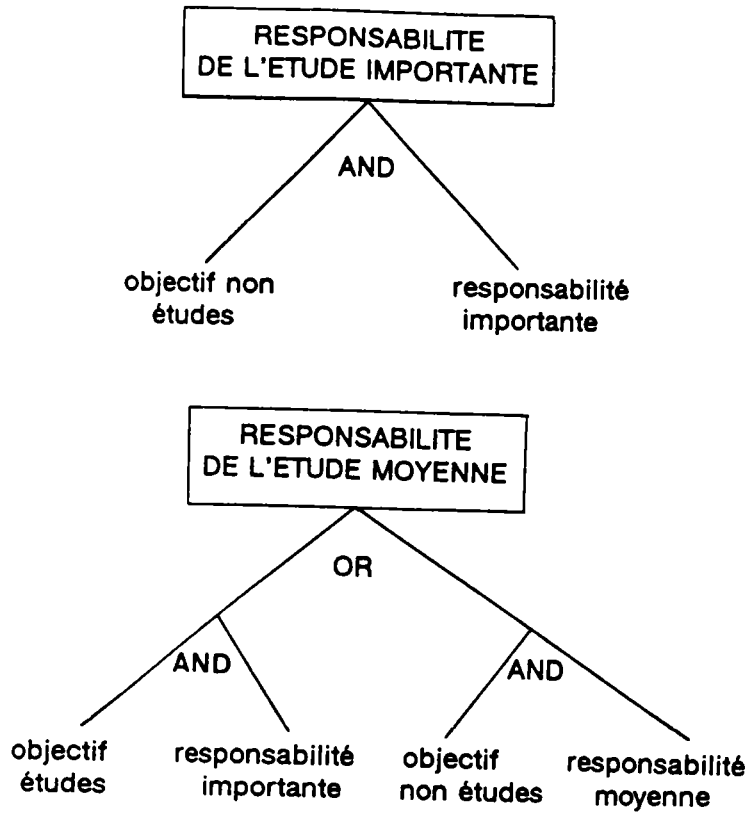 RESPONSABILITE
DE L'ETUDE IMPORTANTE
AND
objectif non
études
responsabilité
importante
RESPONSABILITE
DE L'ETUDE MOYENNE
OR
AND
AND
objectif
études
responsabilité
importante
objectif
non études
responsabilité
moyenne